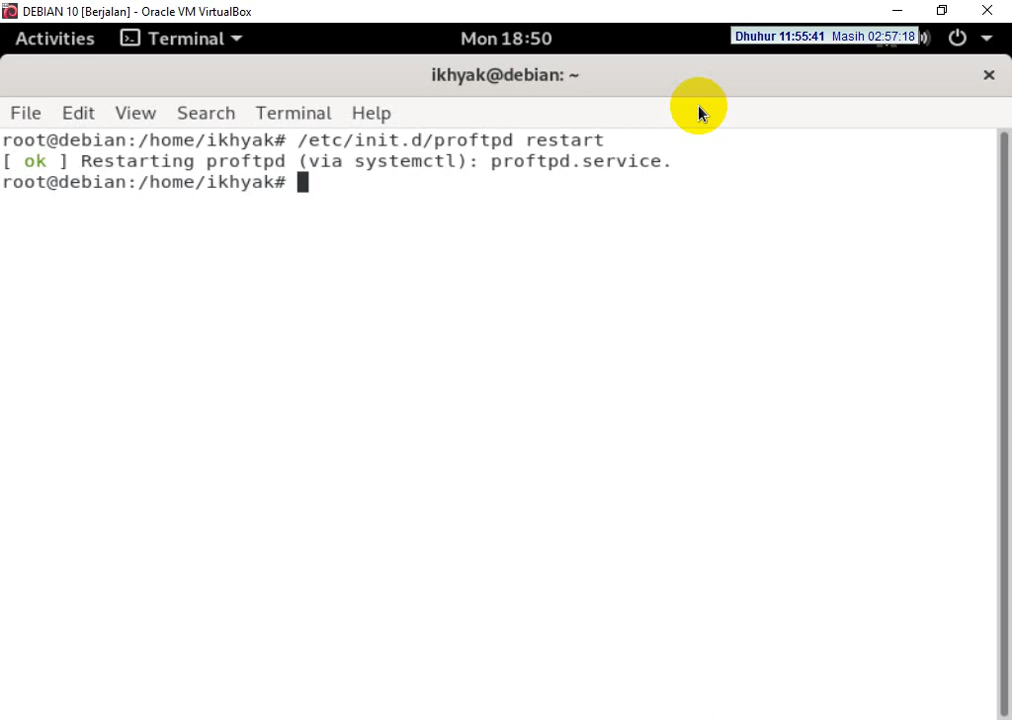 DEBIAN 10 [Berjalan] - Oracle VM VirtualBox
Activities Terminal Mon 18:50 Dhuhur 11:55:41 Masih 02:57:18
ikhyak@debian: ~
File Edit View Search Terminal Help
root@debian:/home/ikhyak# /etc/init.d/proftpd restart
[ ok ] Restarting proftpd (via systemctl): proftpd.service.
root@debian:/home/ikhyak#